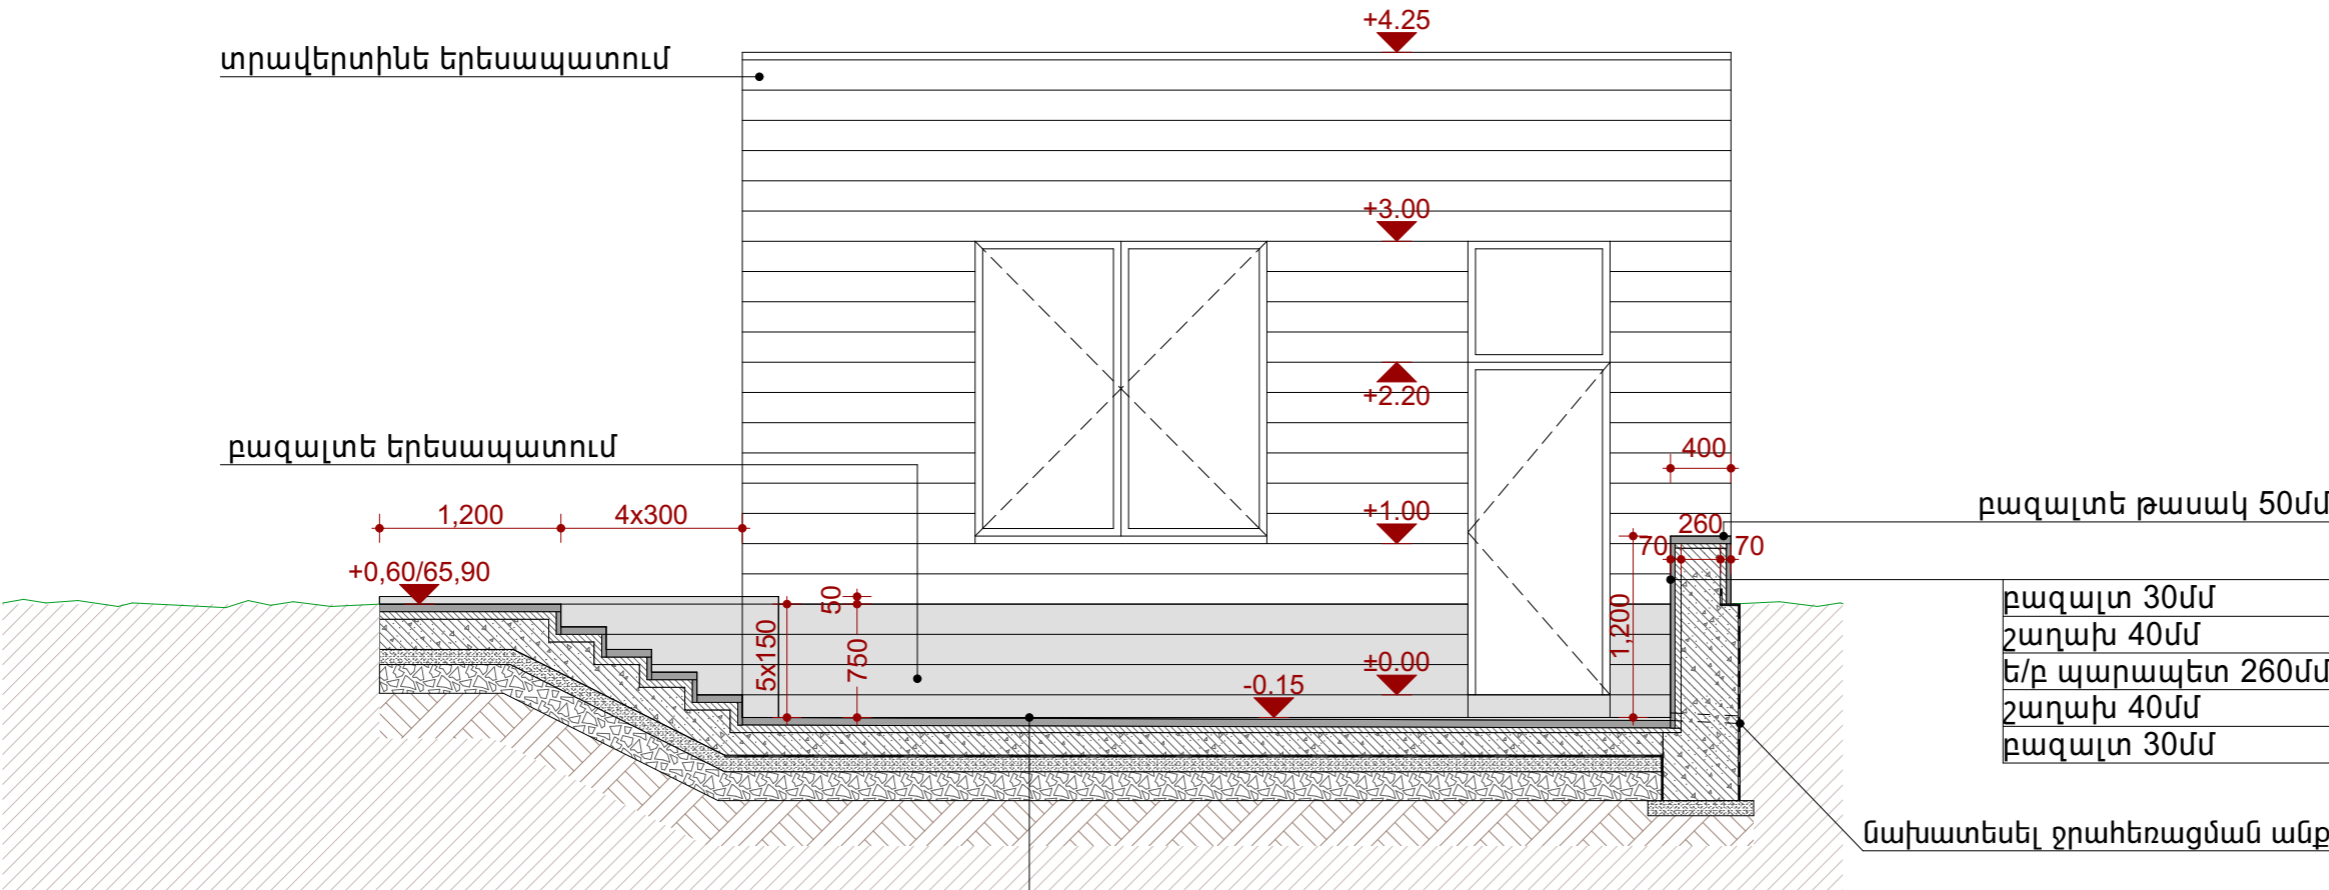 +4.25
տրավերտինե երեսապատում
+3.00
+2.20
բազալտե երեսապատում
400
1,200
4x300
+1.00
բազալտե թասակ 50մմ
260
70
70
+0,60/65,90
50
5x150
750
1,200
±0.00
-0.15
բազալտ 30մմ
շաղախ 40մմ
ե/բ պարապետ 260մմ
շաղախ 40մմ
բազալտ 30մմ
նախատեսել ջրահեռացման անք